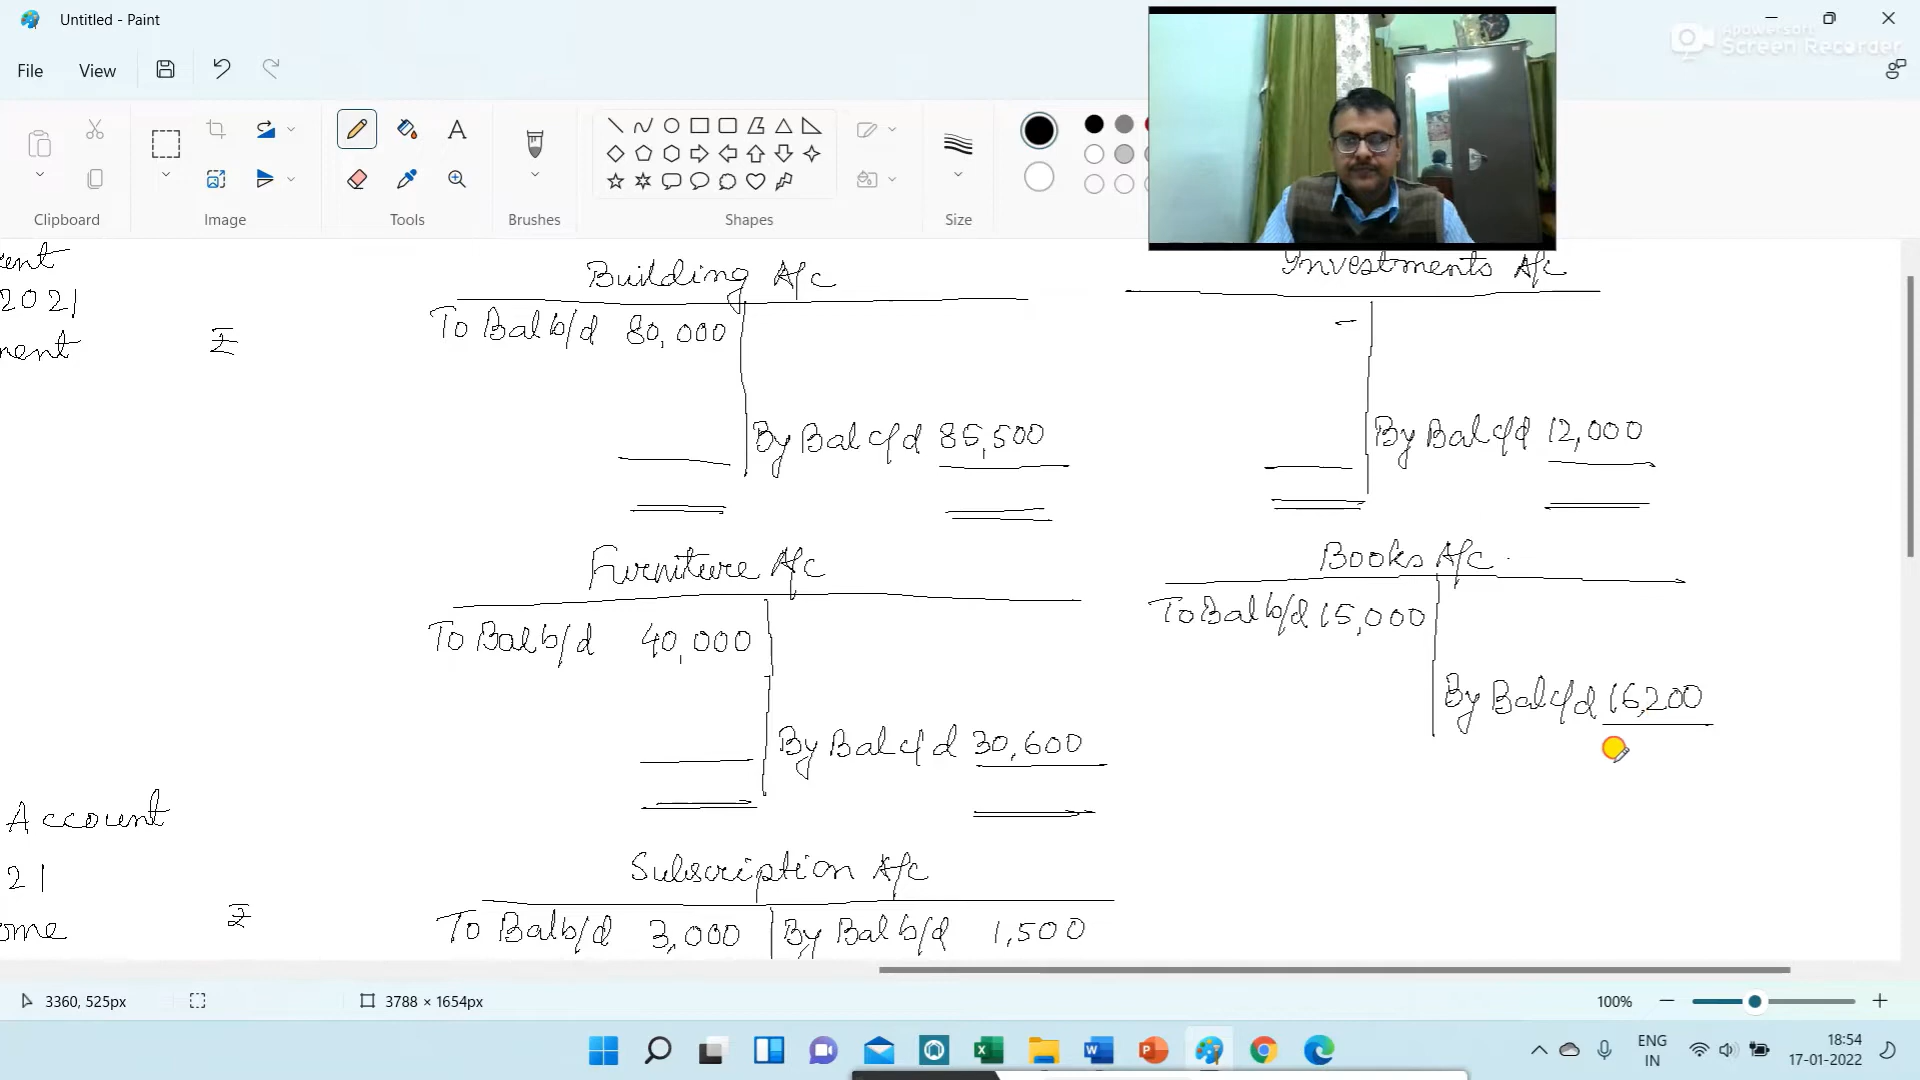 Untitled - Paint
Apowersoft
Screen Recorder
File
View
Clipboard
Image
Tools
Brushes
Shapes
Size
2021
₹
Building A/c
To Bal b/d 80,000
By Bal c/d 85,500
Investments A/c
-
By Bal c/d 12,000
Furniture A/c
To Bal b/d 40,000
By Bal c/d 30,600
Books A/c
To Bal b/d 15,000
By Bal c/d 16,200
Account
21
₹
Subscription A/c
To Bal b/d 3,000
By Bal b/d 1,500
3360, 525px
3788 × 1654px
100%
ENG
IN
18:54
17-01-2022